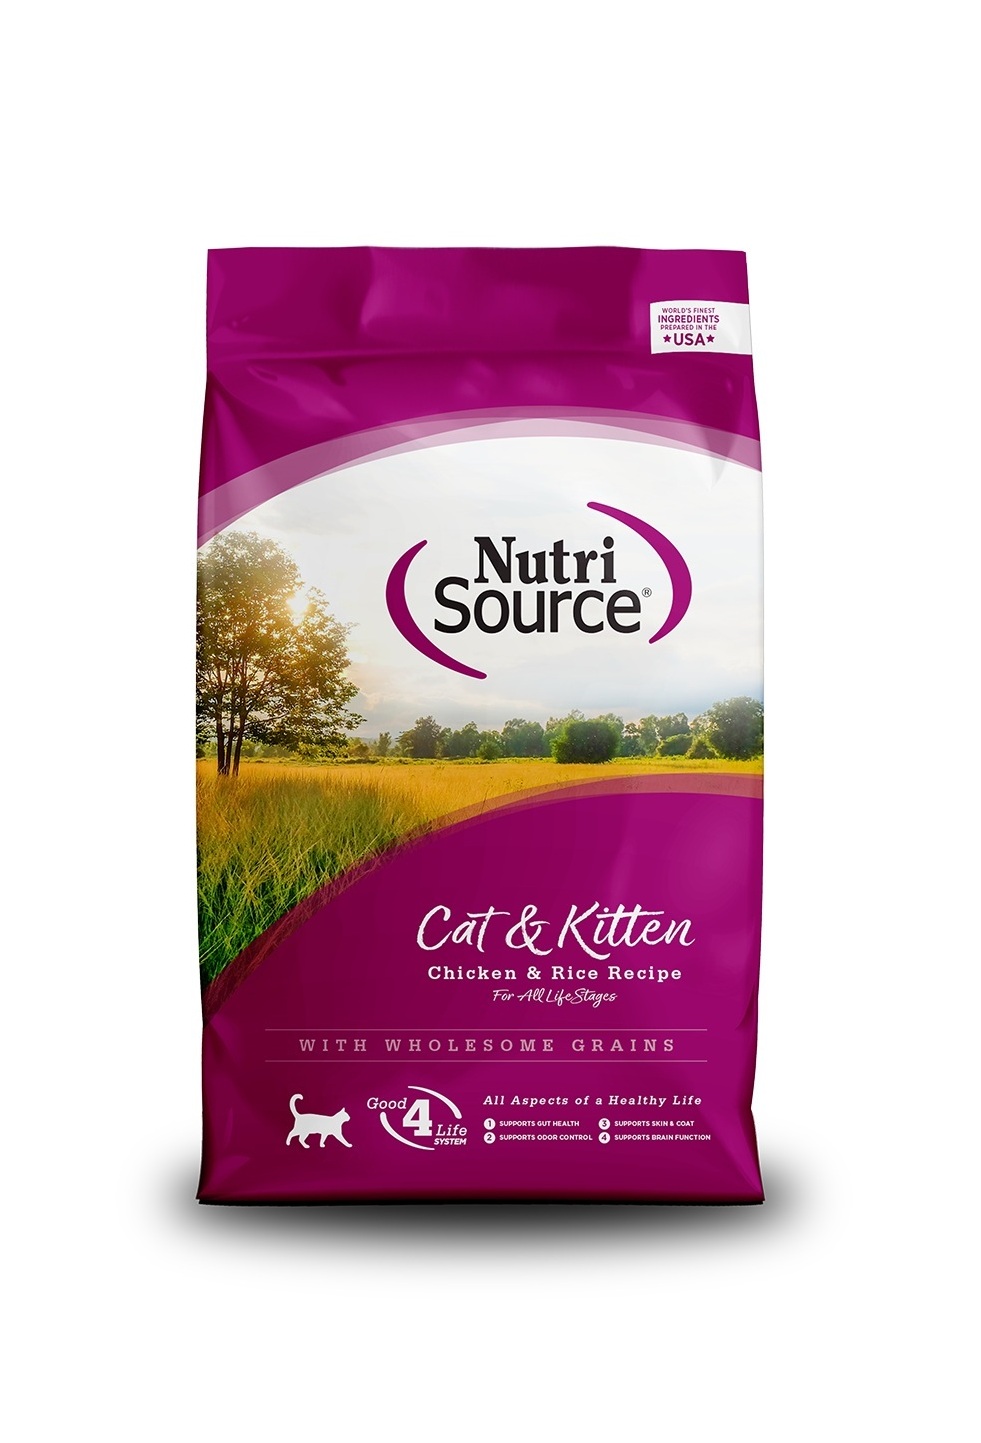 WORLD'S FINEST
INGREDIENTS
PREPARED IN THE
★USA★
Nutri
Source®
Cat & Kitten
Chicken & Rice Recipe
For All Life Stages
WITH WHOLESOME GRAINS
Good
4
Life
SYSTEM
All Aspects of a Healthy Life
1 SUPPORTS GUT HEALTH
2 SUPPORTS ODOR CONTROL
3 SUPPORTS SKIN & COAT
4 SUPPORTS BRAIN FUNCTION